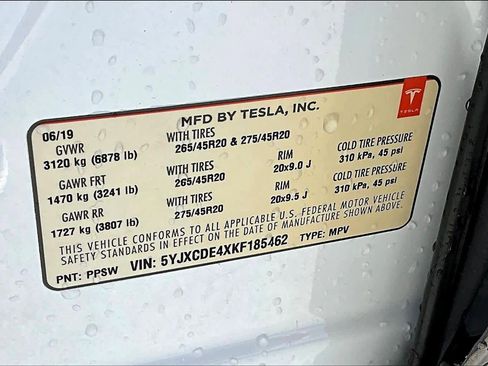 MFD BY TESLA, INC.
TESLA
06/19
GVWR WITH TIRES COLD TIRE PRESSURE
3120 kg (6878 lb) 265/45R20 & 275/45R20 310 kPa, 45 psi
GAWR FRT WITH TIRES RIM COLD TIRE PRESSURE
1470 kg (3241 lb) 265/45R20 20x9.0 J 310 kPa, 45 psi
GAWR RR WITH TIRES RIM
1727 kg (3807 lb) 275/45R20 20x9.5 J
THIS VEHICLE CONFORMS TO ALL APPLICABLE U.S. FEDERAL MOTOR VEHICLE
SAFETY STANDARDS IN EFFECT ON THE DATE OF MANUFACTURE SHOWN ABOVE.
PNT: PPSW VIN: 5YJXCDE4XKF185462 TYPE: MPV